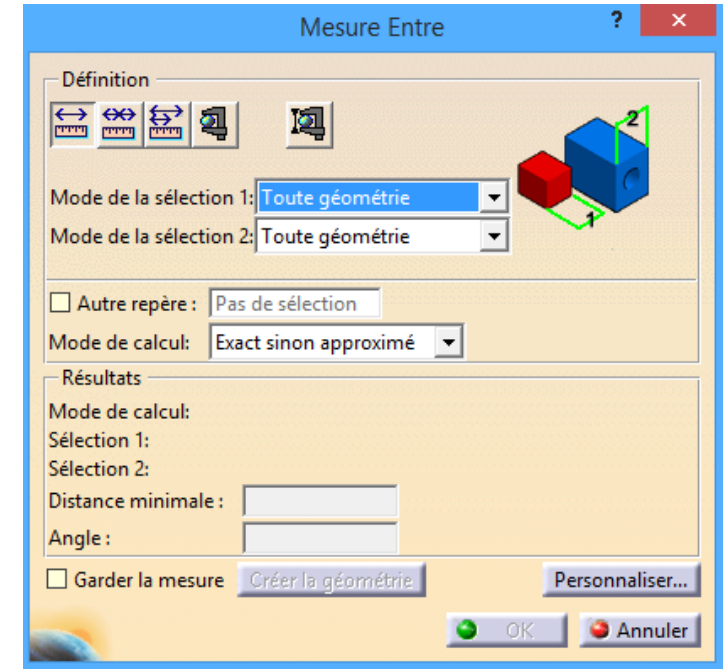 Mesure Entre ? ×
Définition
2
Mode de la sélection 1: Toute géométrie
1
Mode de la sélection 2: Toute géométrie
Autre repère : Pas de sélection
Mode de calcul: Exact sinon approximé
Résultats
Mode de calcul:
Sélection 1:
Sélection 2:
Distance minimale :
Angle :
Garder la mesure Créer la géométrie Personnaliser...
OK Annuler